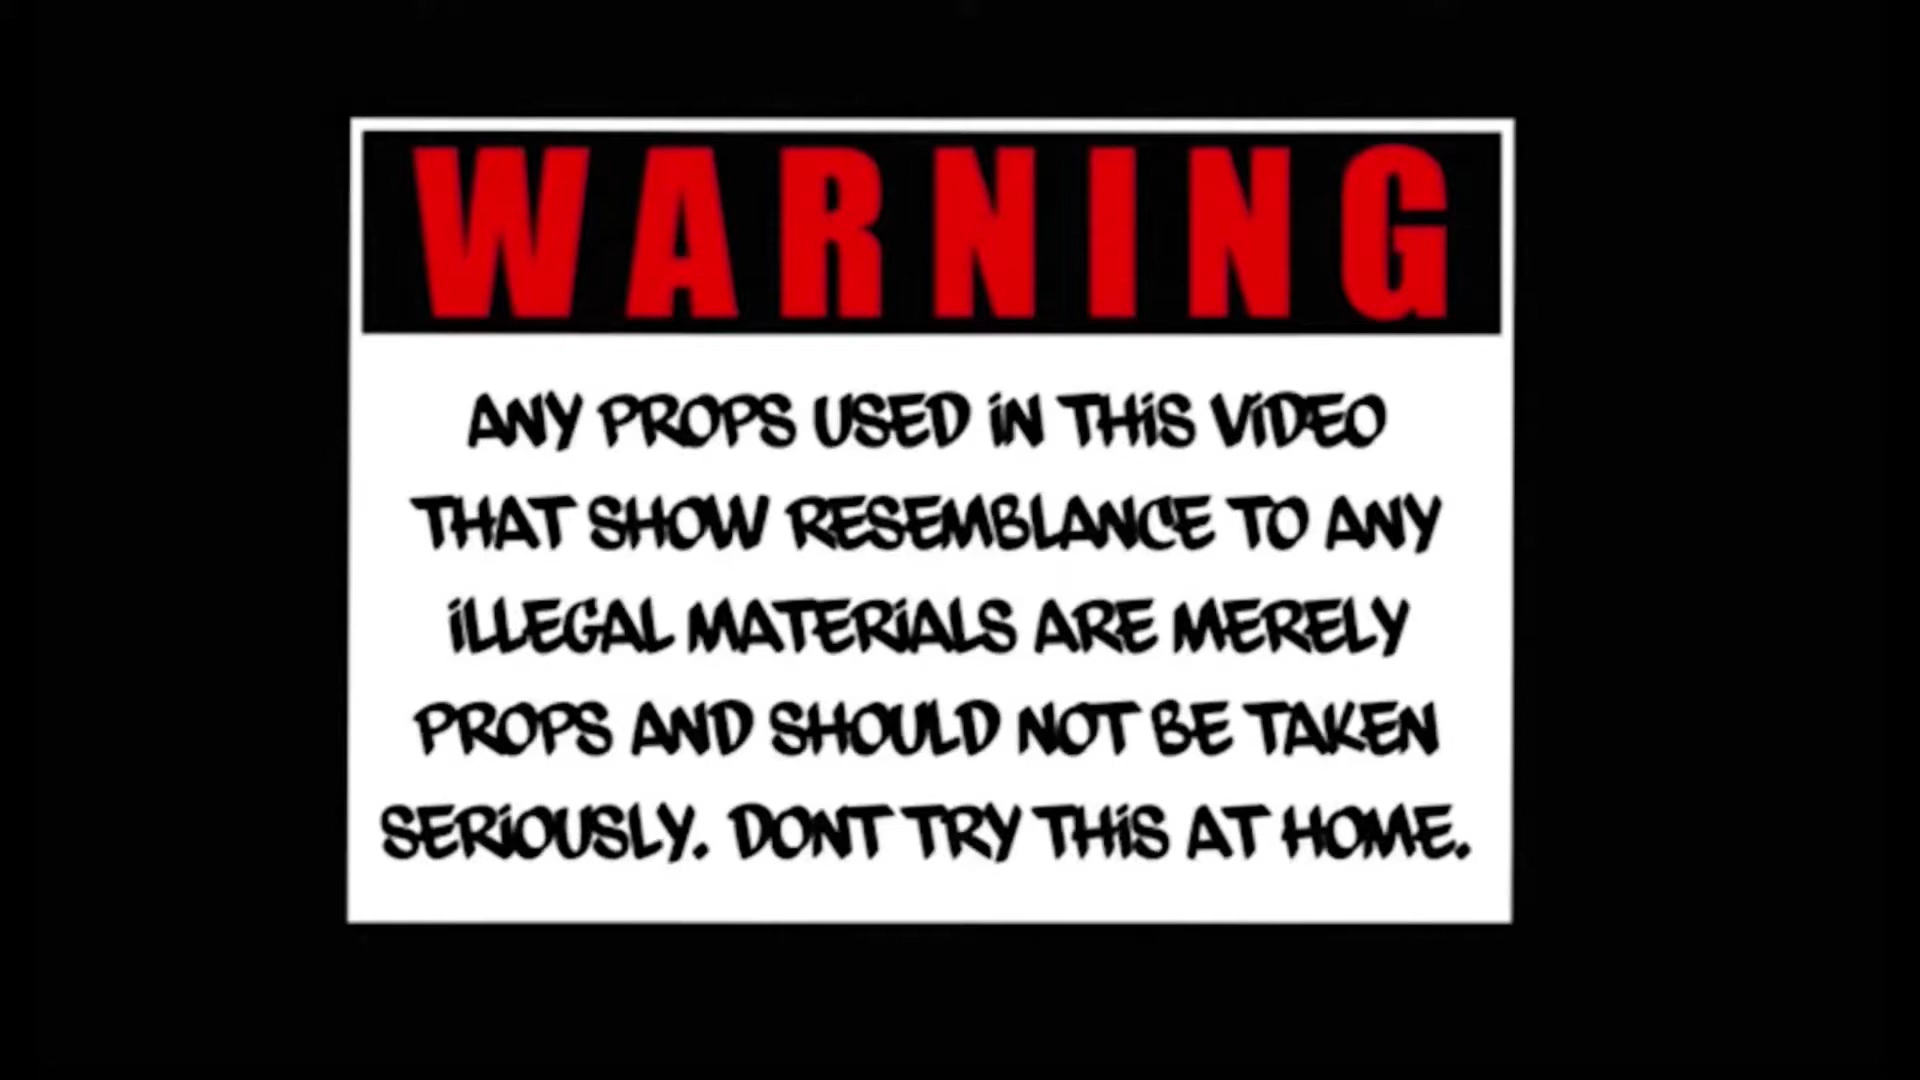 WARNING
ANY PROPS USED iN THiS ViDEO
THAT SHOW RESEMBLANCE TO ANY
iLLEGAL MATERiALS ARE MERELY
PROPS AND SHOULD NOT BE TAKEN
SERiOUSLY. DONT TRY THiS AT HOME.